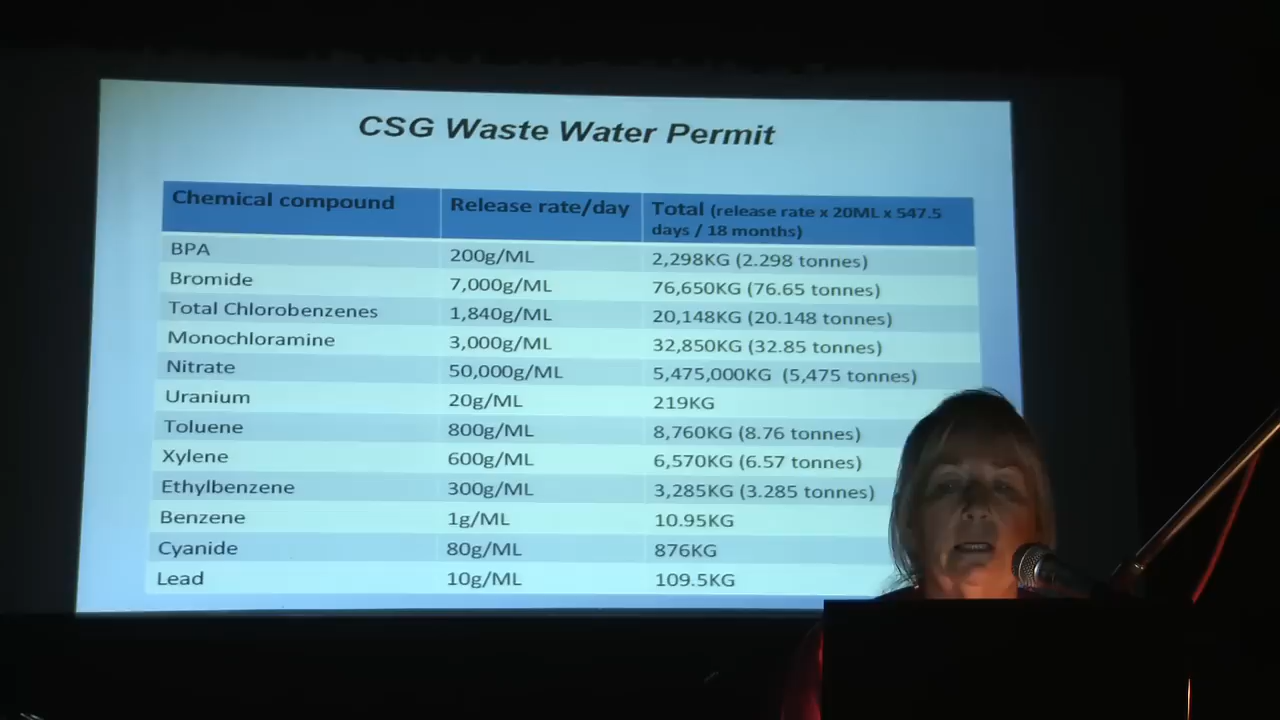 CSG Waste Water Permit
Chemical compound Release rate/day Total (release rate x 20ML x 547.5
days / 18 months)
BPA 200g/ML 2,298KG (2.298 tonnes)
Bromide 7,000g/ML 76,650KG (76.65 tonnes)
Total Chlorobenzenes 1,840g/ML 20,148KG (20.148 tonnes)
Monochloramine 3,000g/ML 32,850KG (32.85 tonnes)
Nitrate 50,000g/ML 5,475,000KG (5,475 tonnes)
Uranium 20g/ML 219KG
Toluene 800g/ML 8,760KG (8.76 tonnes)
Xylene 600g/ML 6,570KG (6.57 tonnes)
Ethylbenzene 300g/ML 3,285KG (3.285 tonnes)
Benzene 1g/ML 10.95KG
Cyanide 80g/ML 876KG
Lead 10g/ML 109.5KG